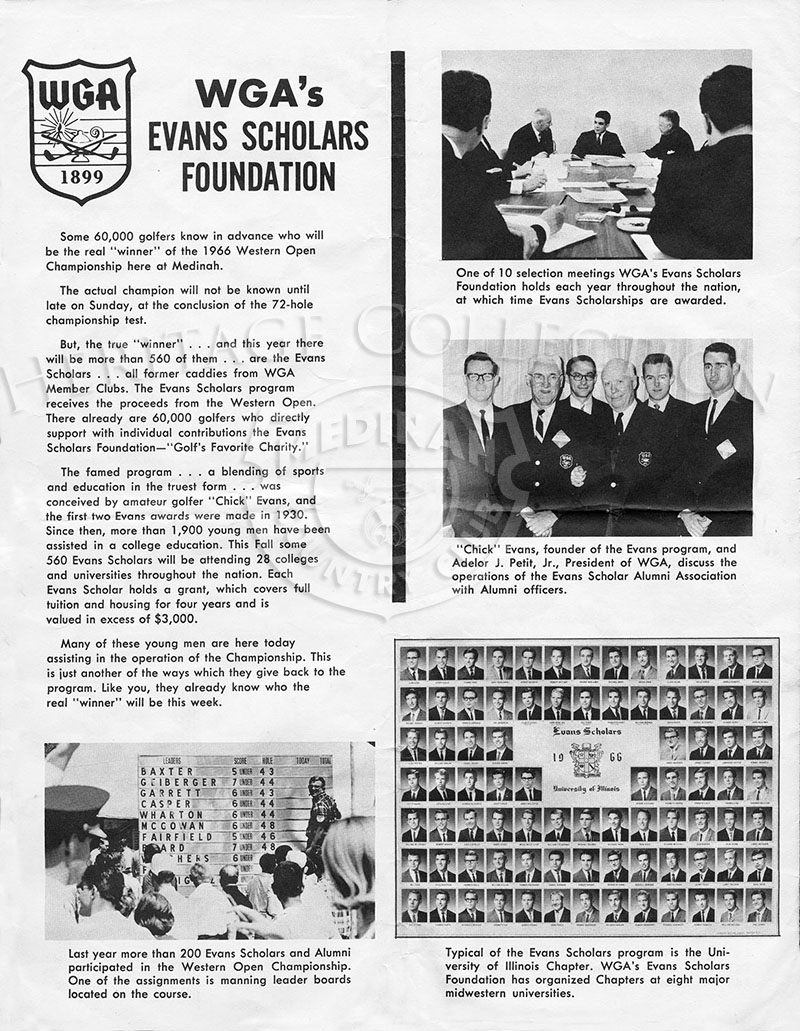 WGA
1899
WGA's
EVANS SCHOLARS
FOUNDATION
Some 60,000 golfers know in advance who will
be the real "winner" of the 1966 Western Open
Championship here at Medinah.
The actual champion will not be known until
late on Sunday, at the conclusion of the 72-hole
championship test.
But, the true "winner" . . . and this year there
will be more than 560 of them . . . are the Evans
Scholars . . . all former caddies from WGA
Member Clubs. The Evans Scholars program
receives the proceeds from the Western Open.
There already are 60,000 golfers who directly
support with individual contributions the Evans
Scholars Foundation—"Golf's Favorite Charity."
The famed program . . . a blending of sports
and education in the truest form . . . was
conceived by amateur golfer "Chick" Evans, and
the first two Evans awards were made in 1930.
Since then, more than 1,900 young men have been
assisted in a college education. This Fall some
560 Evans Scholars will be attending 28 colleges
and universities throughout the nation. Each
Evans Scholar holds a grant, which covers full
tuition and housing for four years and is
valued in excess of $3,000.
Many of these young men are here today
assisting in the operation of the Championship. This
is just another of the ways which they give back to the
program. Like you, they already know who the
real "winner" will be this week.
LEADERS SCORE HOLE TODAY TOTAL
BAXTER 5 UNDER 43
GEIBERGER 7 UNDER 44
GARRETT 6 UNDER 43
CASPER 6 UNDER 44
WHARTON 6 UNDER 44
MCGOWAN 6 UNDER 48
FAIRFIELD 5 UNDER 46
7 UNDER 48
Last year more than 200 Evans Scholars and Alumni
participated in the Western Open Championship.
One of the assignments is manning leader boards
located on the course.
One of 10 selection meetings WGA's Evans Scholars
Foundation holds each year throughout the nation,
at which time Evans Scholarships are awarded.
"Chick" Evans, founder of the Evans program, and
Adelor J. Petit, Jr., President of WGA, discuss the
operations of the Evans Scholar Alumni Association
with Alumni officers.
Evans Scholars
1966
University of Illinois
Typical of the Evans Scholars program is the Uni-
versity of Illinois Chapter. WGA's Evans Scholars
Foundation has organized Chapters at eight major
midwestern universities.
HERITAGE COLLECTION
MEDINAH
COUNTRY CLUB